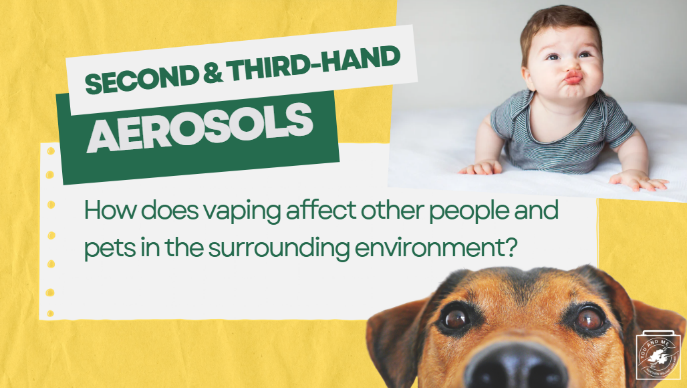 SECOND & THIRD-HAND
AEROSOLS
How does vaping affect other people and
pets in the surrounding environment?